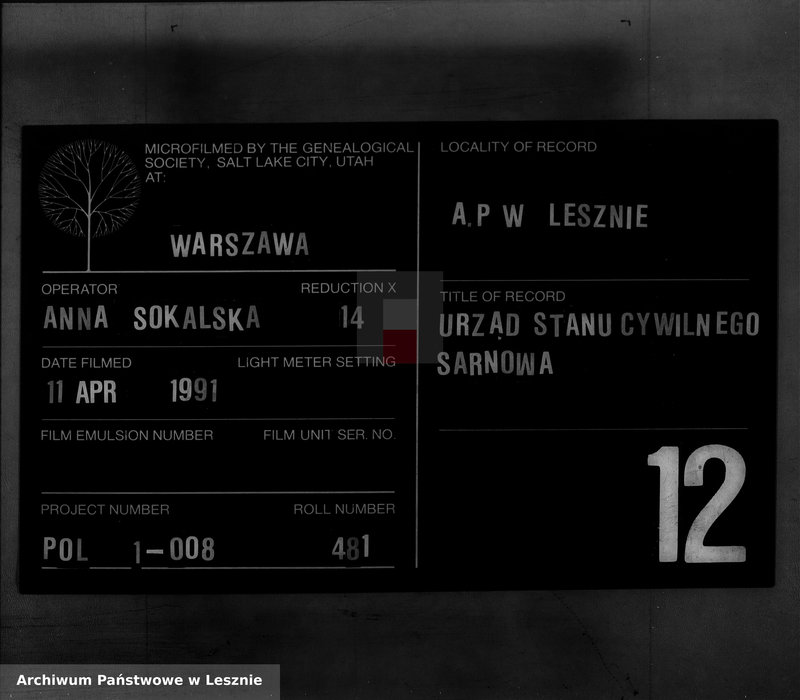 MICROFILMED BY THE GENEALOGICAL
SOCIETY, SALT LAKE CITY, UTAH
AT:
WARSZAWA
OPERATOR REDUCTION X
ANNA SOKALSKA 14
DATE FILMED LIGHT METER SETTING
11 APR 1991
FILM EMULSION NUMBER FILM UNIT SER. NO.
PROJECT NUMBER ROLL NUMBER
POL 1-008 481
LOCALITY OF RECORD
A.P W LESZNIE
TITLE OF RECORD
URZĄD STANU CYWILNEGO
SARNOWA
12
Archiwum Państwowe w Lesznie